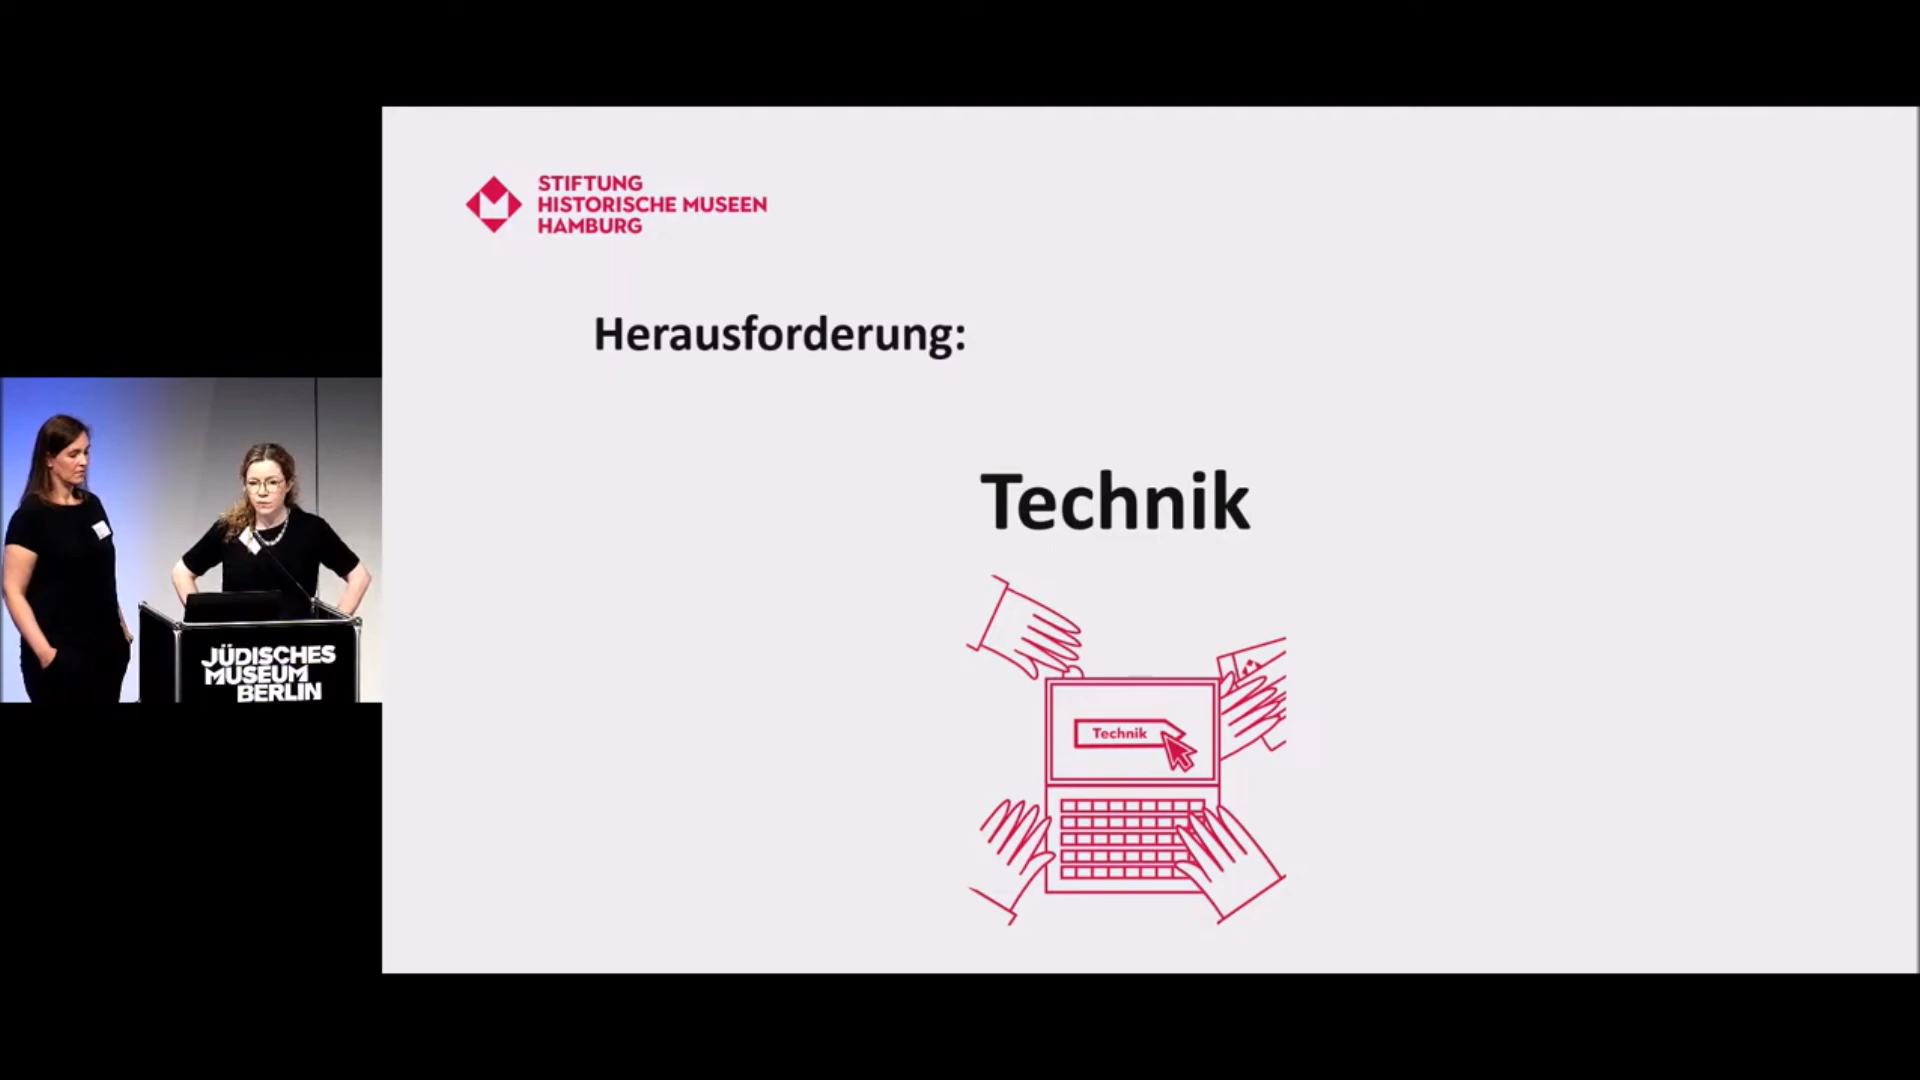 STIFTUNG
HISTORISCHE MUSEEN
HAMBURG
Herausforderung:
Technik
Technik
JÜDISCHES
MUSEUM
BERLIN